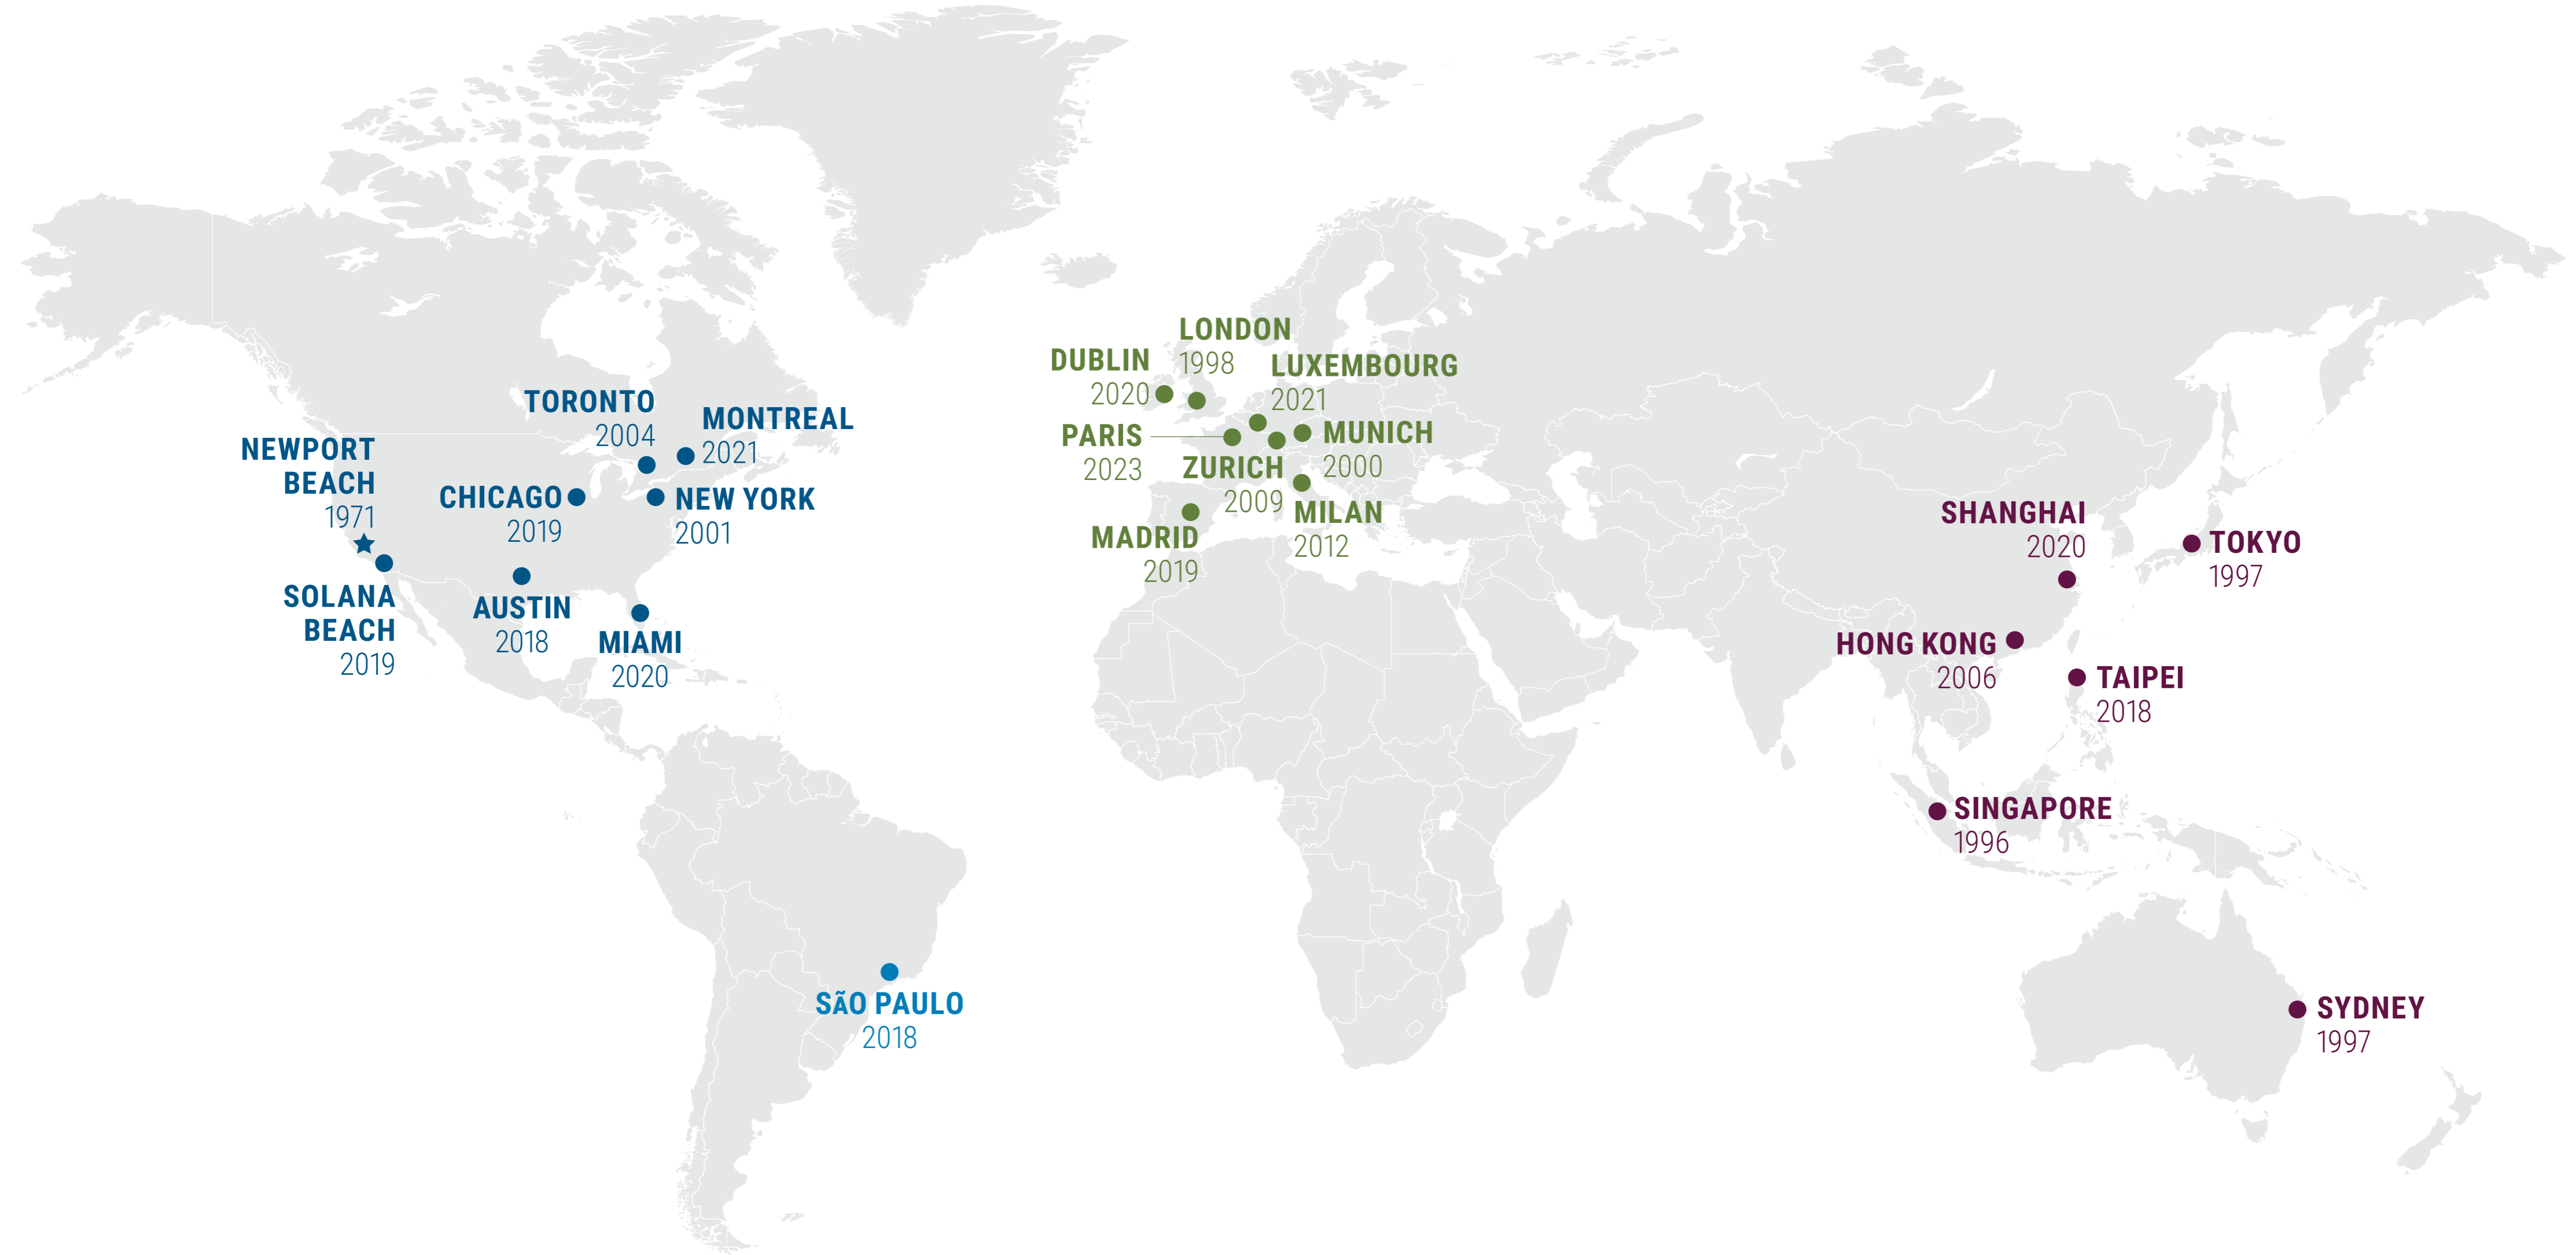 NEWPORT
BEACH
1971
SOLANA
BEACH
2019
TORONTO
2004
MONTREAL
2021
CHICAGO
2019
NEW YORK
2001
AUSTIN
2018
MIAMI
2020
SãO PAULO
2018
DUBLIN
2020
LONDON
1998
LUXEMBOURG
2021
PARIS
2023
ZURICH
2009
MUNICH
2000
MILAN
2012
MADRID
2019
SHANGHAI
2020
TOKYO
1997
HONG KONG
2006
TAIPEI
2018
SINGAPORE
1996
SYDNEY
1997